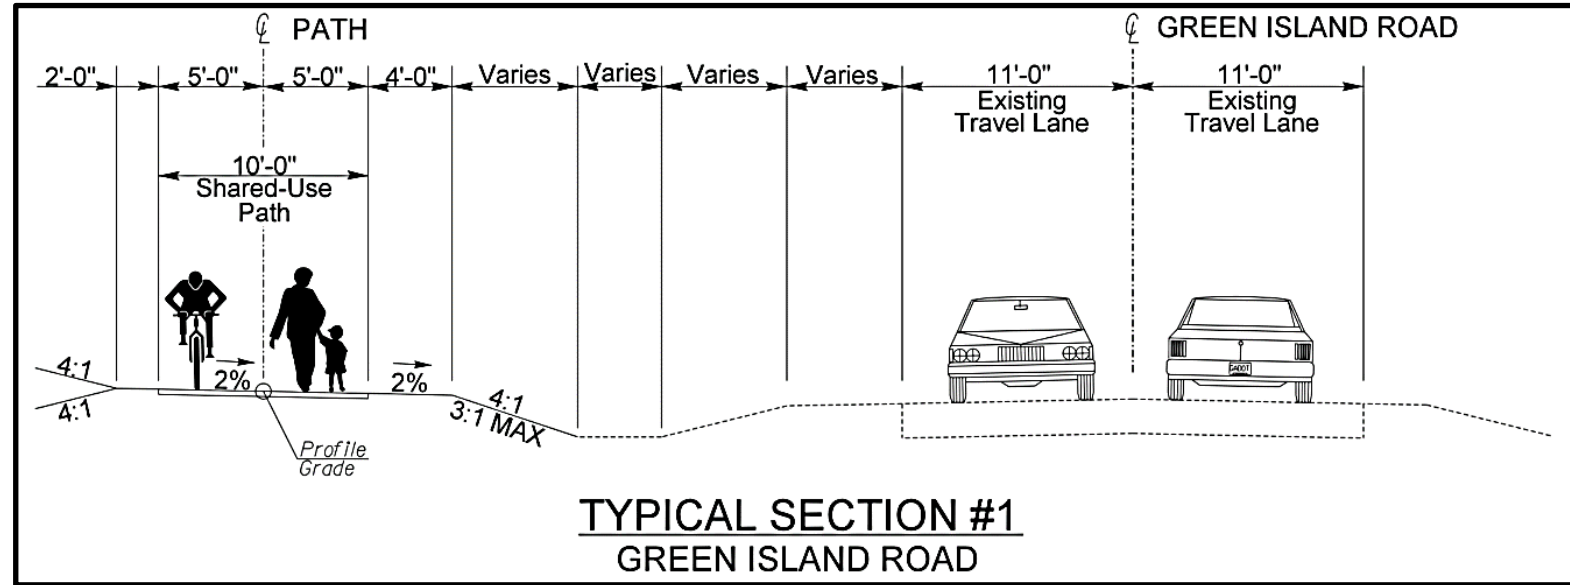 ℄ PATH
℄ GREEN ISLAND ROAD
2'-0" 5'-0" 5'-0" 4'-0" Varies Varies Varies Varies 11'-0" 11'-0"
Existing
Travel Lane
Existing
Travel Lane
10'-0"
Shared-Use
Path
4:1
4:1
2%
2%
4:1
3:1 MAX
Profile
Grade
GADOT
TYPICAL SECTION #1
GREEN ISLAND ROAD